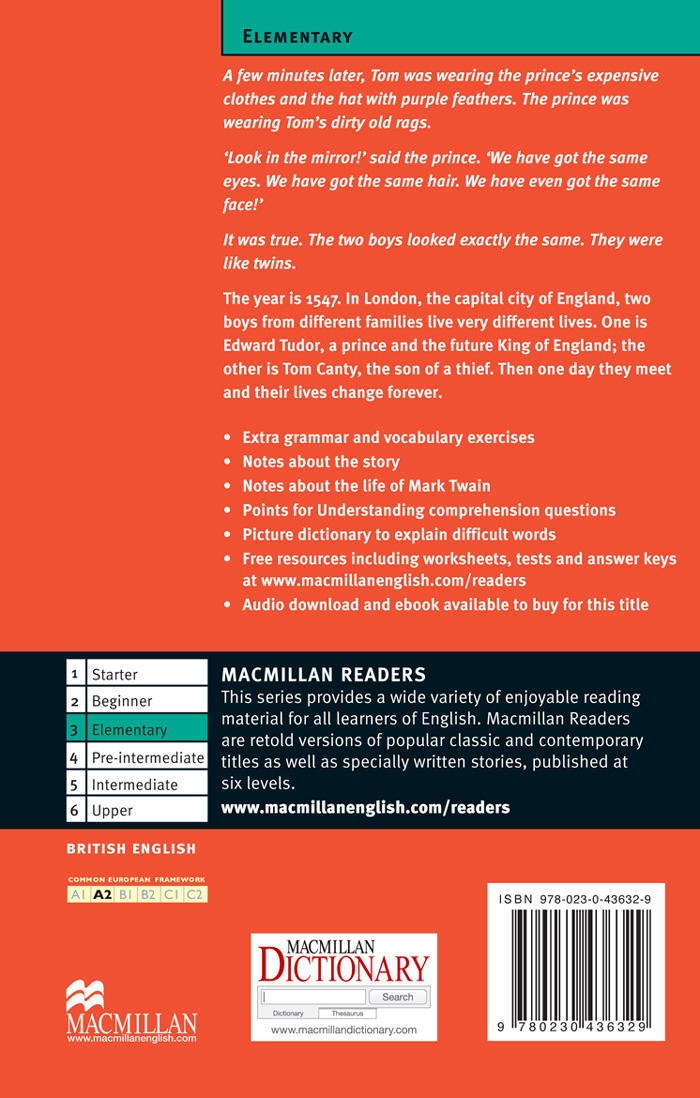 ELEMENTARY
A few minutes later, Tom was wearing the prince's expensive
clothes and the hat with purple feathers. The prince was
wearing Tom's dirty old rags.
'Look in the mirror!' said the prince. 'We have got the same
eyes. We have got the same hair. We have even got the same
face!'
It was true. The two boys looked exactly the same. They were
like twins.
The year is 1547. In London, the capital city of England, two
boys from different families live very different lives. One is
Edward Tudor, a prince and the future King of England; the
other is Tom Canty, the son of a thief. Then one day they meet
and their lives change forever.
• Extra grammar and vocabulary exercises
• Notes about the story
• Notes about the life of Mark Twain
• Points for Understanding comprehension questions
• Picture dictionary to explain difficult words
• Free resources including worksheets, tests and answer keys
at www.macmillanenglish.com/readers
• Audio download and ebook available to buy for this title
1 Starter
2 Beginner
3 Elementary
4 Pre-intermediate
5 Intermediate
6 Upper
MACMILLAN READERS
This series provides a wide variety of enjoyable reading
material for all learners of English. Macmillan Readers
are retold versions of popular classic and contemporary
titles as well as specially written stories, published at
six levels.
www.macmillanenglish.com/readers
BRITISH ENGLISH
COMMON EUROPEAN FRAMEWORK
A1 A2 B1 B2 C1 C2
MACMILLAN
www.macmillanenglish.com
MACMILLAN
DICTIONARY
Search
Dictionary Thesaurus
www.macmillandictionary.com
ISBN 978-023-0-43632-9
9 780230 436329